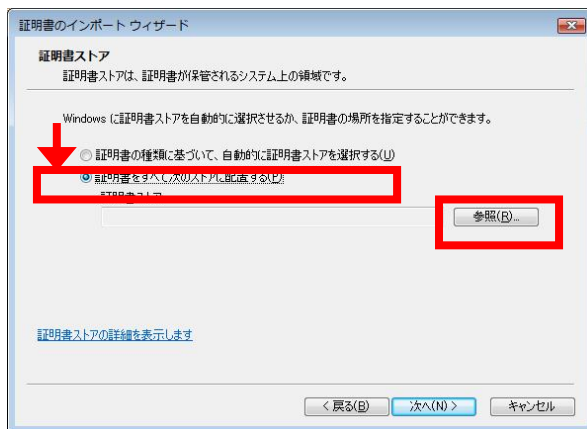 証明書のインポート ウィザード
証明書ストア
証明書ストアは、証明書が保管されるシステム上の領域です。
Windows に証明書ストアを自動的に選択させるか、証明書の場所を指定することができます。
証明書の種類に基づいて、自動的に証明書ストアを選択する(U)
証明書をすべて次のストアに配置する(P)
証明書ストア
参照(R)...
証明書ストアの詳細を表示します
< 戻る(B)
次へ(N) >
キャンセル